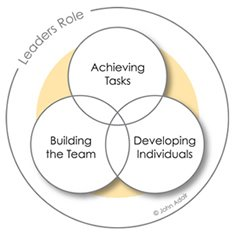 Leaders Role
Achieving
Tasks
Building
the Team
Developing
Individuals
© John Adair